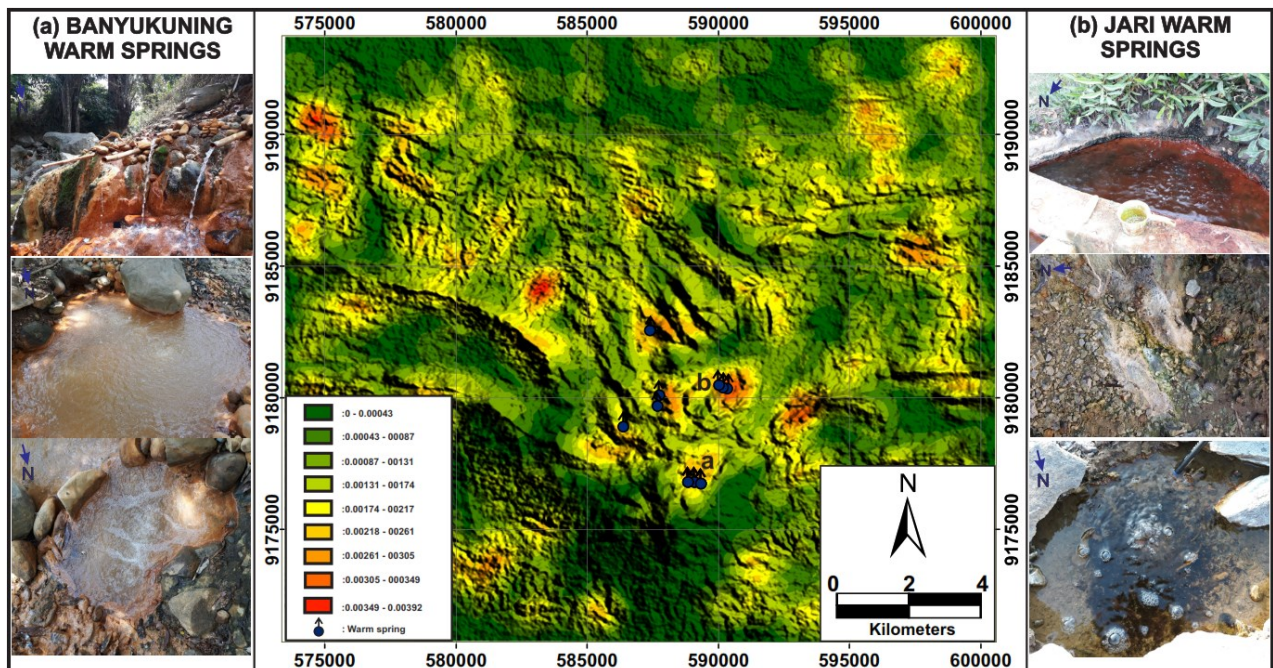 (a) BANYUKUNING
WARM SPRINGS
575000 580000 585000 590000 595000 600000
(b) JARI WARM
SPRINGS
N
N
N
N
9190000 9190000
9185000 9185000
9180000 9180000
9175000 9175000
b
a
:0 - 0.00043
:0.00043 - 00087
:0.00087 - 00131
:0.00131 - 00174
:0.00174 - 00217
:0.00218 - 00261
:0.00261 - 00305
:0.00305 - 000349
:0.00349 - 0.00392
: Warm spring
N
0 2 4
Kilometers
575000 580000 585000 590000 595000 600000